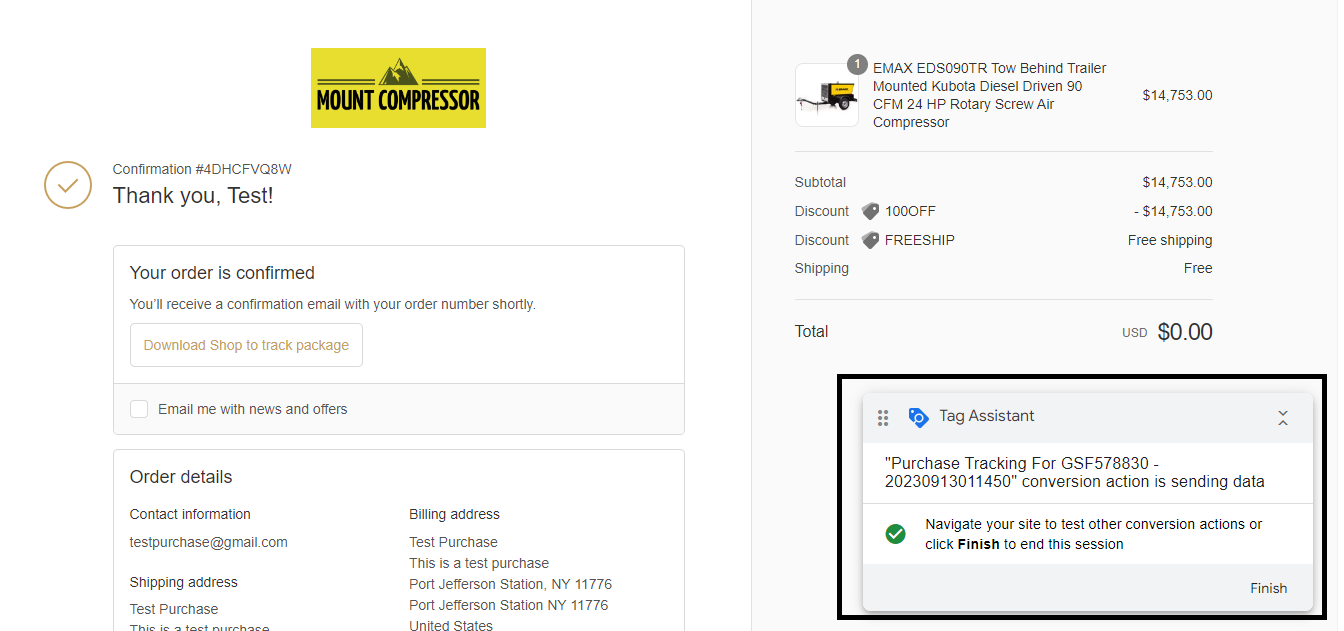 MOUNT COMPRESSOR
Confirmation #4DHCFVQ8W
Thank you, Test!
Your order is confirmed
You’ll receive a confirmation email with your order number shortly.
Download Shop to track package
Email me with news and offers
Order details
Contact information
testpurchase@gmail.com
Shipping address
Test Purchase
This is a test purchase
Billing address
Test Purchase
This is a test purchase
Port Jefferson Station, NY 11776
Port Jefferson Station NY 11776
United States
1
EMAX EDS090TR Tow Behind Trailer
Mounted Kubota Diesel Driven 90
CFM 24 HP Rotary Screw Air
Compressor
$14,753.00
Subtotal $14,753.00
Discount 100OFF - $14,753.00
Discount FREESHIP Free shipping
Shipping Free
Total USD $0.00
Tag Assistant
"Purchase Tracking For GSF578830 -
20230913011450" conversion action is sending data
Navigate your site to test other conversion actions or
click Finish to end this session
Finish